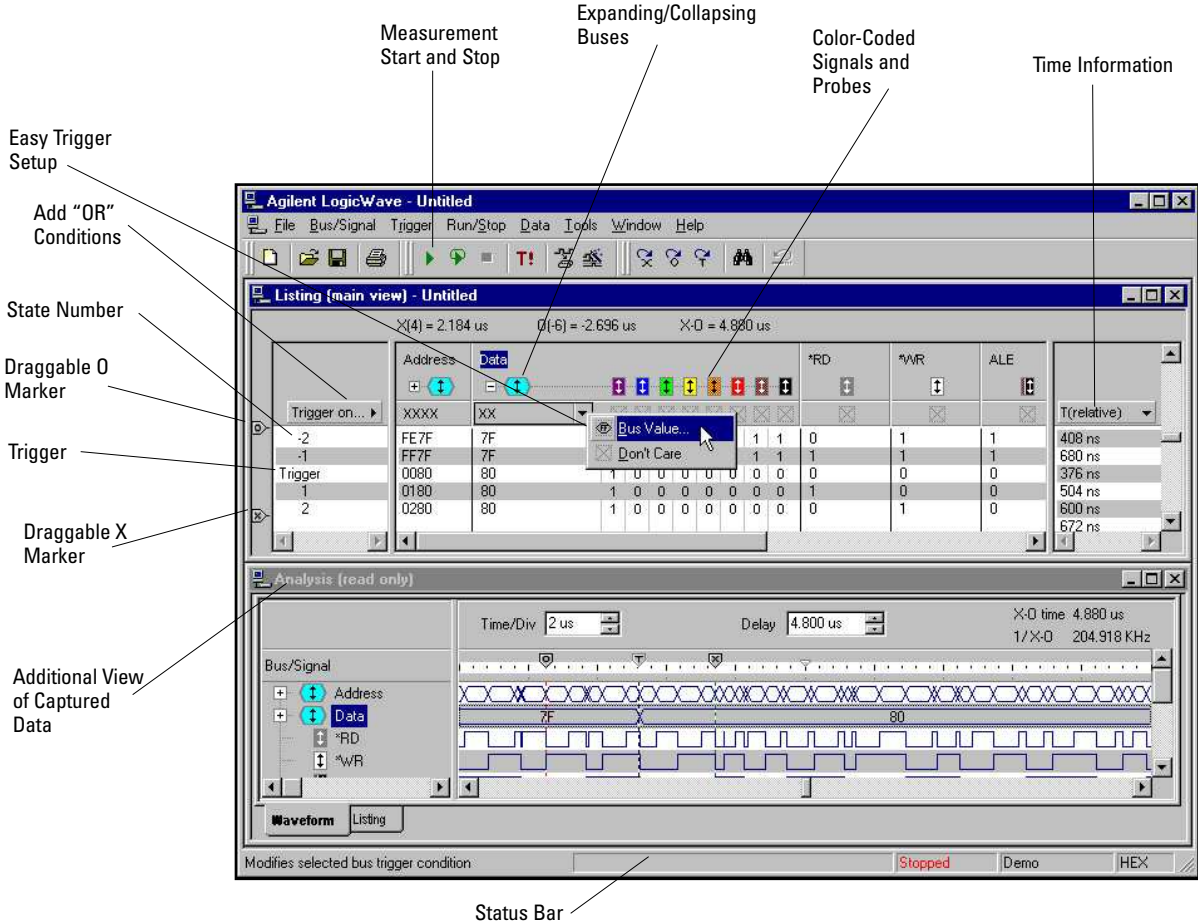 Expanding/Collapsing
Buses
Measurement
Start and Stop
Color-Coded
Signals and
Probes
Time Information
Easy Trigger
Setup
Add “OR”
Conditions
State Number
Draggable O
Marker
Trigger
Draggable X
Marker
Additional View
of Captured
Data
Status Bar
Agilent LogicWave - Untitled
File Bus/Signal Trigger Run/Stop Data Tools Window Help
T! X O T
Listing (main view) - Untitled
X(4) = 2.184 us O(-6) = -2.696 us X-O = 4.880 us
Address Data *RD *WR ALE
Trigger on... XXXX XX T(relative)
Bus Value...
Don't Care
-2 FE7F 7F 1 1 0 1 1 408 ns
-1 FF7F 7F 1 1 1 1 1 680 ns
Trigger 0080 80 1 0 0 0 0 0 0 0 0 0 0 376 ns
1 0180 80 1 0 0 0 0 0 0 0 1 0 0 504 ns
2 0280 80 1 0 0 0 0 0 0 0 0 1 0 600 ns
672 ns
Analysis (read only)
Time/Div 2 us Delay 4.800 us
X-O time 4.880 us
1/X-O 204.918 KHz
Bus/Signal
O T X
Address
Data 7F 80
*RD
*WR
Waveform Listing
Modifies selected bus trigger condition Stopped Demo HEX